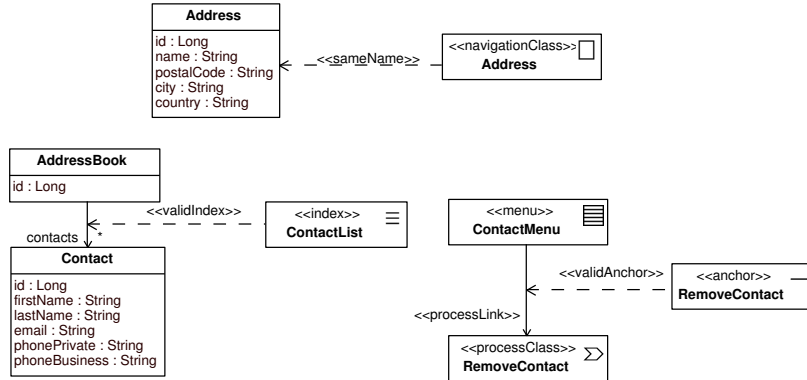 Address
id : Long
name : String
postalCode : String
city : String
country : String
<<sameName>>
<<navigationClass>>
Address
AddressBook
id : Long
contacts
*
<<validIndex>>
<<index>>
ContactList
Contact
id : Long
firstName : String
lastName : String
email : String
phonePrivate : String
phoneBusiness : String
<<menu>>
ContactMenu
<<validAnchor>>
<<anchor>>
RemoveContact
<<processLink>>
<<processClass>>
RemoveContact